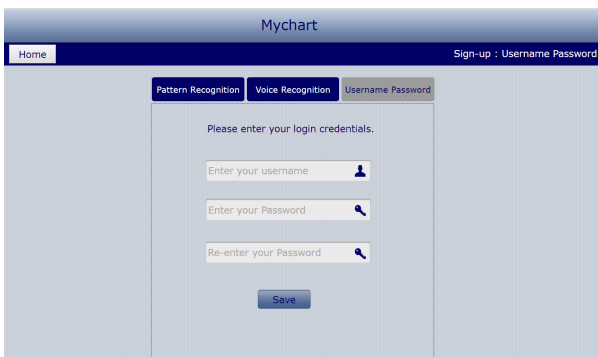 Mychart
Home
Sign-up : Username Password
Pattern Recognition
Voice Recognition
Username Password
Please enter your login credentials.
Enter your username
Enter your Password
Re-enter your Password
Save